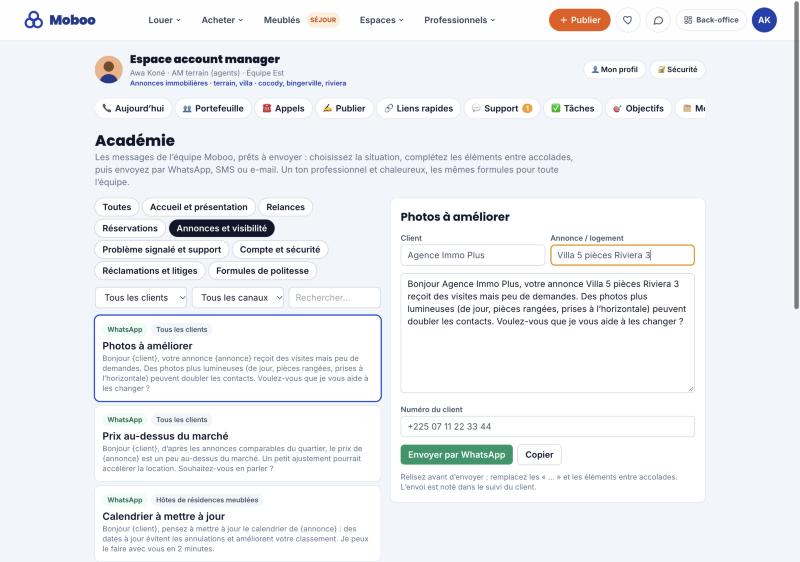 Moboo
Louer
Acheter
Meublés SÉJOUR
Espaces
Professionnels
+ Publier
Back-office
AK
Espace account manager
Awa Koné · AM terrain (agents) · Équipe Est
Annonces immobilières · terrain, villa · cocody, bingerville, riviera
Mon profil
Sécurité
Aujourd'hui
Portefeuille
Appels
Publier
Liens rapides
Support 1
Tâches
Objectifs
Académie
Les messages de l'équipe Moboo, prêts à envoyer : choisissez la situation, complétez les éléments entre accolades,
puis envoyez par WhatsApp, SMS ou e-mail. Un ton professionnel et chaleureux, les mêmes formules pour toute
l'équipe.
Toutes
Accueil et présentation
Relances
Réservations
Annonces et visibilité
Problème signalé et support
Compte et sécurité
Réclamations et litiges
Formules de politesse
Tous les clients
Tous les canaux
Rechercher...
WhatsApp Tous les clients
Photos à améliorer
Bonjour {client}, votre annonce {annonce} reçoit des visites mais peu de
demandes. Des photos plus lumineuses (de jour, pièces rangées, prises à
l'horizontale) peuvent doubler les contacts. Voulez-vous que je vous aide à
les changer ?
WhatsApp Tous les clients
Prix au-dessus du marché
Bonjour {client}, d'après les annonces comparables du quartier, le prix de
{annonce} est un peu au-dessus du marché. Un petit ajustement pourrait
accélérer la location. Souhaitez-vous en parler ?
WhatsApp Hôtes de résidences meublées
Calendrier à mettre à jour
Bonjour {client}, pensez à mettre à jour le calendrier de {annonce} : des
dates à jour évitent les annulations et améliorent votre classement. Je peux
le faire avec vous en 2 minutes.
Photos à améliorer
Client
Agence Immo Plus
Annonce / logement
Villa 5 pièces Riviera 3
Bonjour Agence Immo Plus, votre annonce Villa 5 pièces Riviera 3
reçoit des visites mais peu de demandes. Des photos plus
lumineuses (de jour, pièces rangées, prises à l'horizontale) peuvent
doubler les contacts. Voulez-vous que je vous aide à les changer ?
Numéro du client
+225 07 11 22 33 44
Envoyer par WhatsApp
Copier
Relisez avant d'envoyer : remplacez les « ... » et les éléments entre accolades.
L'envoi est noté dans le suivi du client.